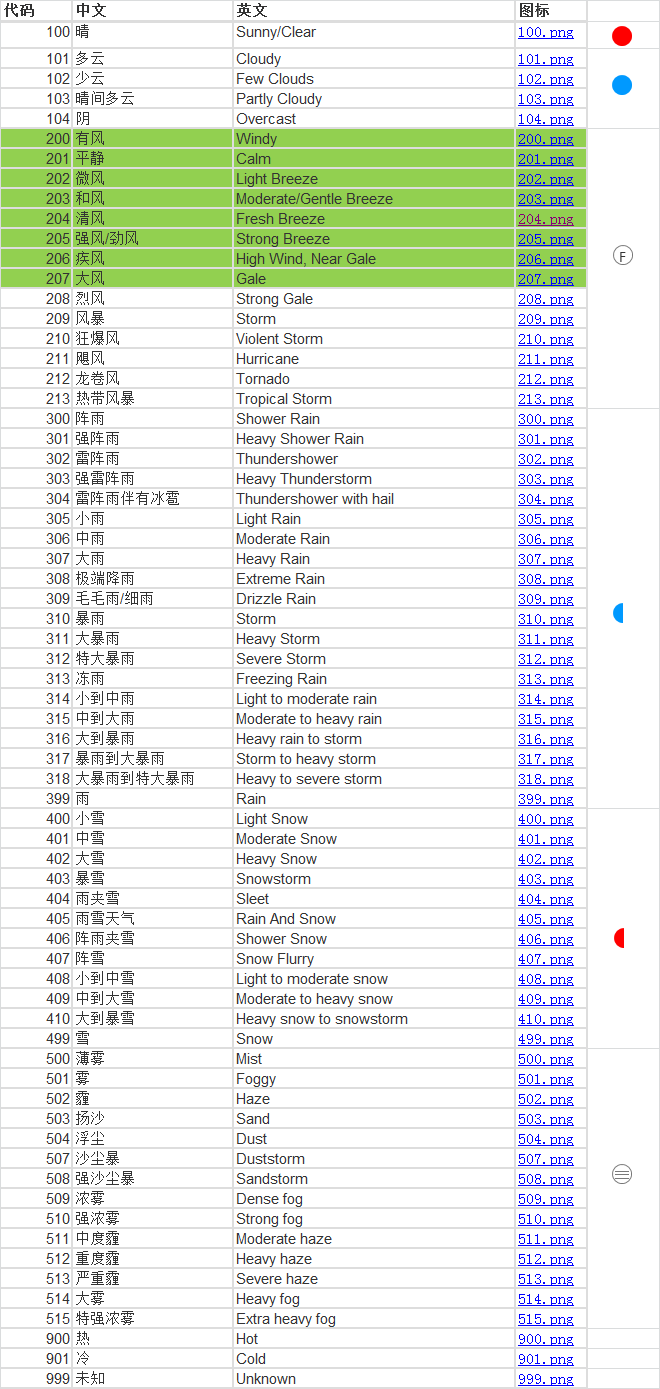 代码 中文 英文 图标
100 晴 Sunny/Clear 100.png
101 多云 Cloudy 101.png
102 少云 Few Clouds 102.png
103 晴间多云 Partly Cloudy 103.png
104 阴 Overcast 104.png
200 有风 Windy 200.png
201 平静 Calm 201.png
202 微风 Light Breeze 202.png
203 和风 Moderate/Gentle Breeze 203.png
204 清风 Fresh Breeze 204.png
205 强风/劲风 Strong Breeze 205.png
206 疾风 High Wind, Near Gale 206.png F
207 大风 Gale 207.png
208 烈风 Strong Gale 208.png
209 风暴 Storm 209.png
210 狂爆风 Violent Storm 210.png
211 飓风 Hurricane 211.png
212 龙卷风 Tornado 212.png
213 热带风暴 Tropical Storm 213.png
300 阵雨 Shower Rain 300.png
301 强阵雨 Heavy Shower Rain 301.png
302 雷阵雨 Thundershower 302.png
303 强雷阵雨 Heavy Thunderstorm 303.png
304 雷阵雨伴有冰雹 Thundershower with hail 304.png
305 小雨 Light Rain 305.png
306 中雨 Moderate Rain 306.png
307 大雨 Heavy Rain 307.png
308 极端降雨 Extreme Rain 308.png
309 毛毛雨/细雨 Drizzle Rain 309.png
310 暴雨 Storm 310.png
311 大暴雨 Heavy Storm 311.png
312 特大暴雨 Severe Storm 312.png
313 冻雨 Freezing Rain 313.png
314 小到中雨 Light to moderate rain 314.png
315 中到大雨 Moderate to heavy rain 315.png
316 大到暴雨 Heavy rain to storm 316.png
317 暴雨到大暴雨 Storm to heavy storm 317.png
318 大暴雨到特大暴雨 Heavy to severe storm 318.png
399 雨 Rain 399.png
400 小雪 Light Snow 400.png
401 中雪 Moderate Snow 401.png
402 大雪 Heavy Snow 402.png
403 暴雪 Snowstorm 403.png
404 雨夹雪 Sleet 404.png
405 雨雪天气 Rain And Snow 405.png
406 阵雨夹雪 Shower Snow 406.png
407 阵雪 Snow Flurry 407.png
408 小到中雪 Light to moderate snow 408.png
409 中到大雪 Moderate to heavy snow 409.png
410 大到暴雪 Heavy snow to snowstorm 410.png
499 雪 Snow 499.png
500 薄雾 Mist 500.png
501 雾 Foggy 501.png
502 霾 Haze 502.png
503 扬沙 Sand 503.png
504 浮尘 Dust 504.png
507 沙尘暴 Duststorm 507.png
508 强沙尘暴 Sandstorm 508.png
509 浓雾 Dense fog 509.png
510 强浓雾 Strong fog 510.png
511 中度霾 Moderate haze 511.png
512 重度霾 Heavy haze 512.png
513 严重霾 Severe haze 513.png
514 大雾 Heavy fog 514.png
515 特强浓雾 Extra heavy fog 515.png
900 热 Hot 900.png
901 冷 Cold 901.png
999 未知 Unknown 999.png